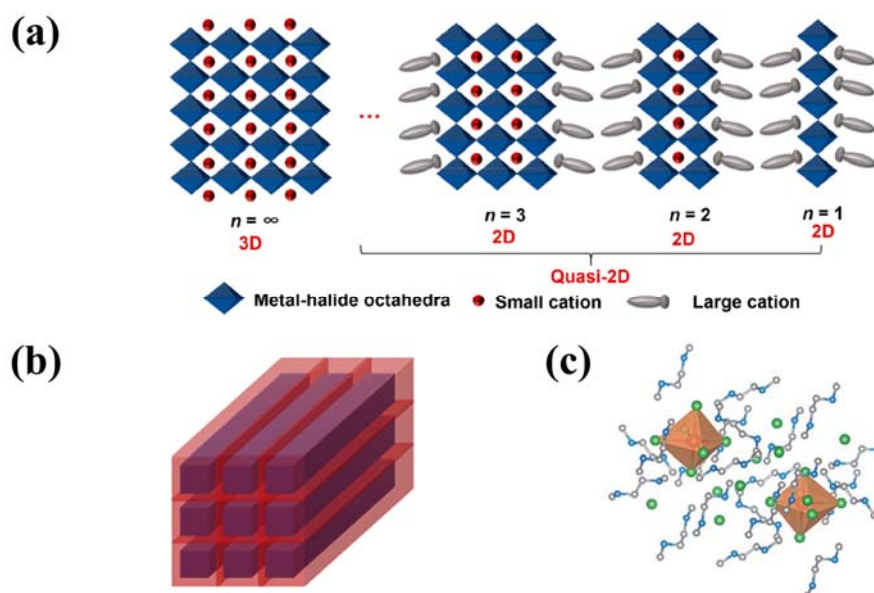 (a)
...
n = ∞ n = 3 n = 2 n = 1
3D 2D 2D 2D
Quasi-2D
Metal-halide octahedra Small cation Large cation
(b) (c)